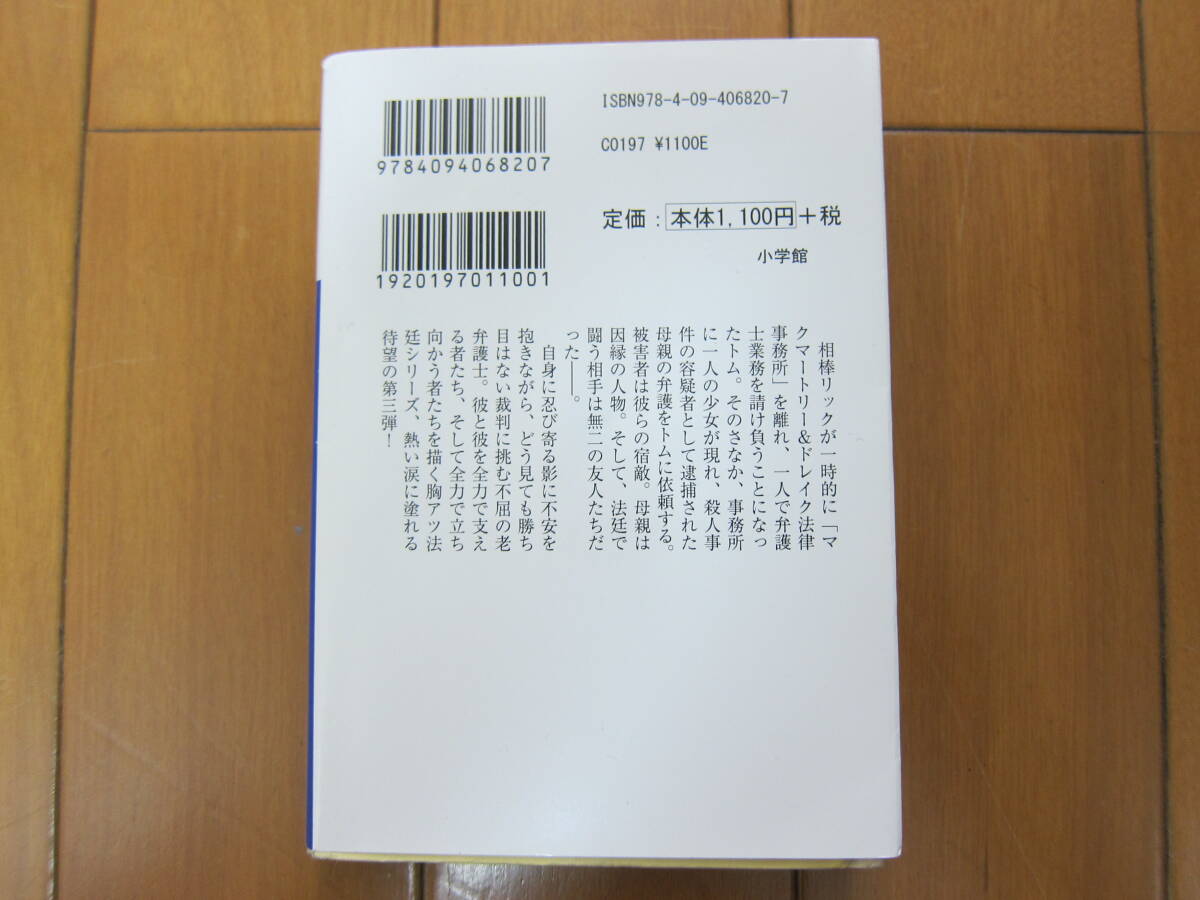 ISBN978-4-09-406820-7
C0197 ¥1100E
9784094068207
定価：本体1,100円＋税
1920197011001
小学館
相棒リックが一時的に「マ
クマートリー＆ドレイク法律
事務所」を離れ、一人で弁護
士業務を請け負うことになっ
たトム。そのさなか、事務所
に一人の少女が現れ、殺人事
件の容疑者として逮捕された
母親の弁護をトムに依頼する。
被害者は彼らの宿敵。母親は
因縁の人物。そして、法廷で
闘う相手は無二の友人たちだ
った――。
自身に忍び寄る影に不安を
抱きながら、どう見ても勝ち
目はない裁判に挑む不屈の老
弁護士。彼と彼を全力で支え
る者たち、そして全力で立ち
向かう者たちを描く胸アツ法
廷シリーズ、熱い涙に塗れる
待望の第三弾！